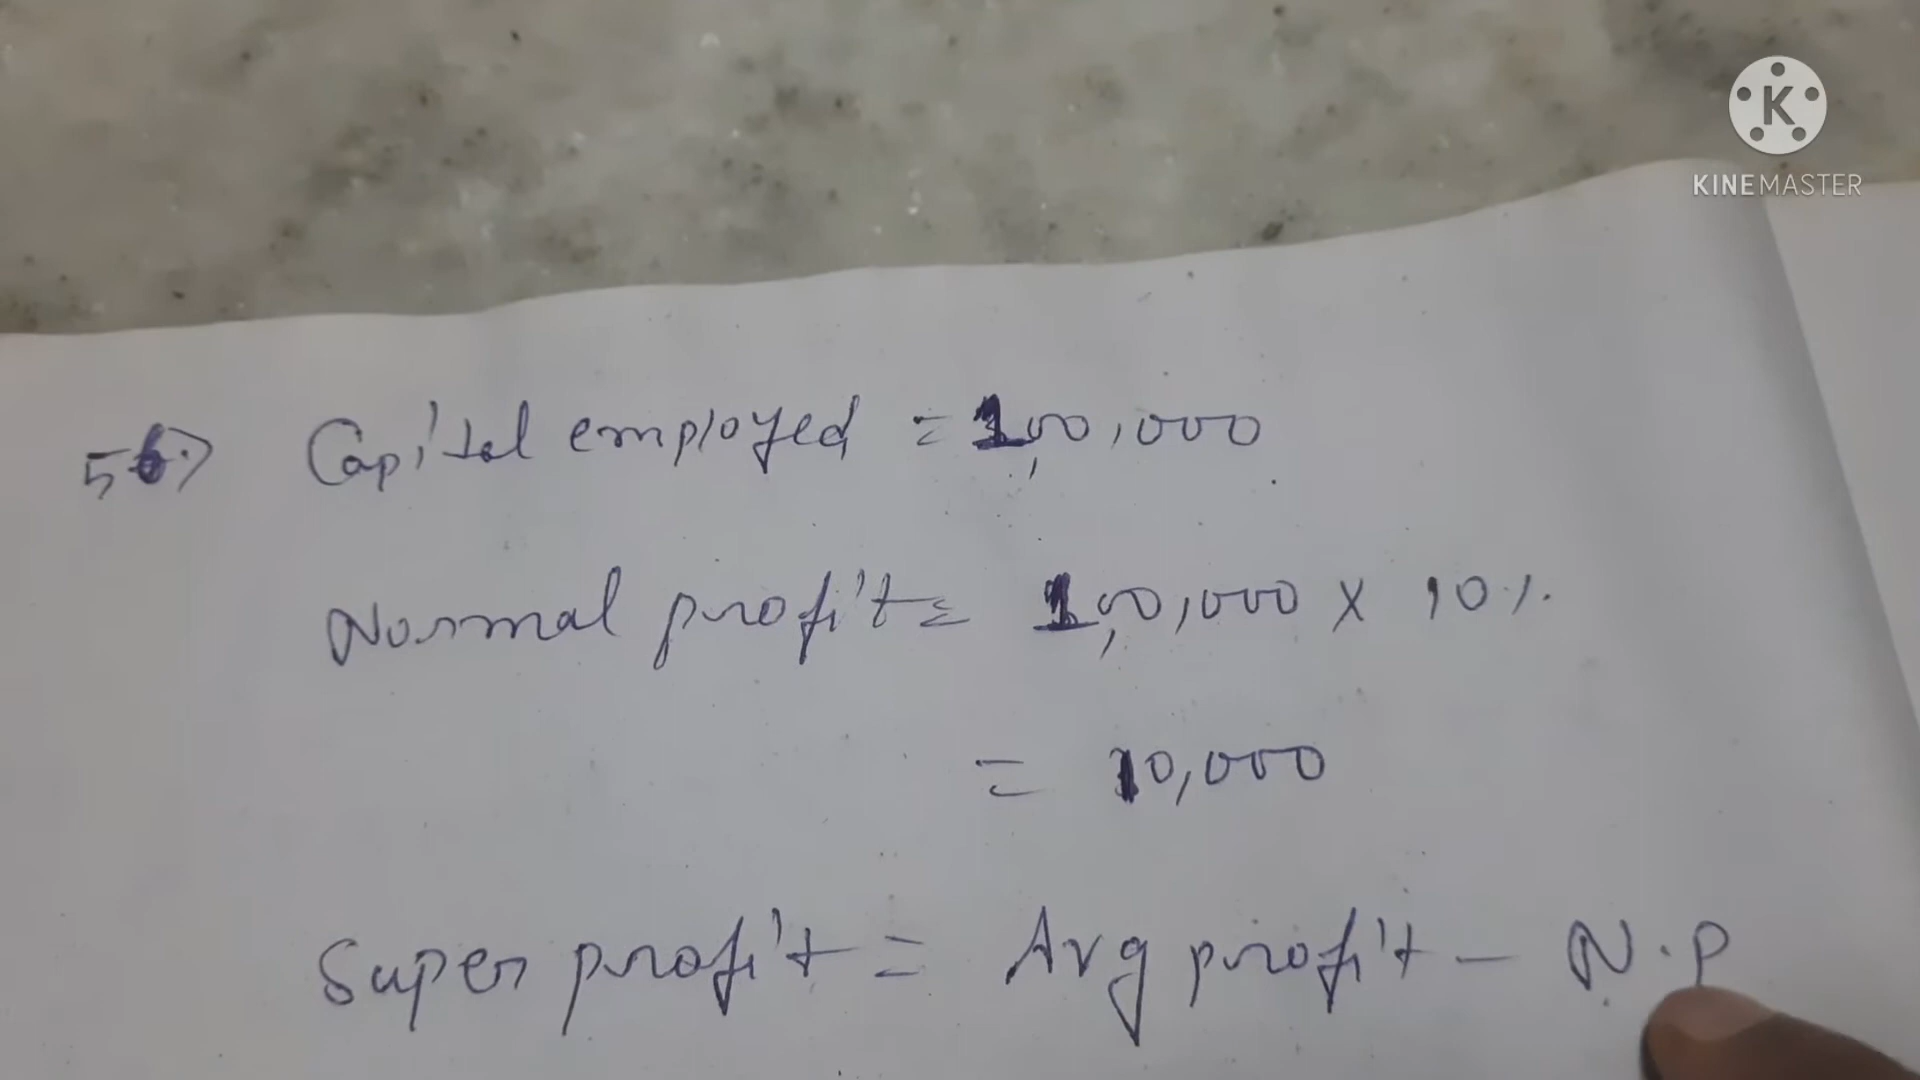 K
KINEMASTER
56.> Capital employed = 1,00,000
Normal profit = 1,00,000 X 10%.
= 10,000
Super profit = Avg profit - N.P